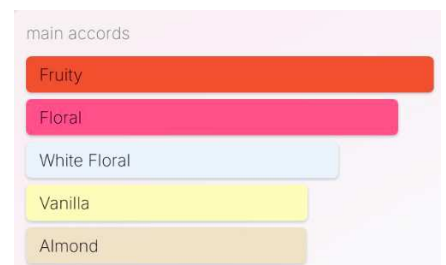 main accords
Fruity
Floral
White Floral
Vanilla
Almond